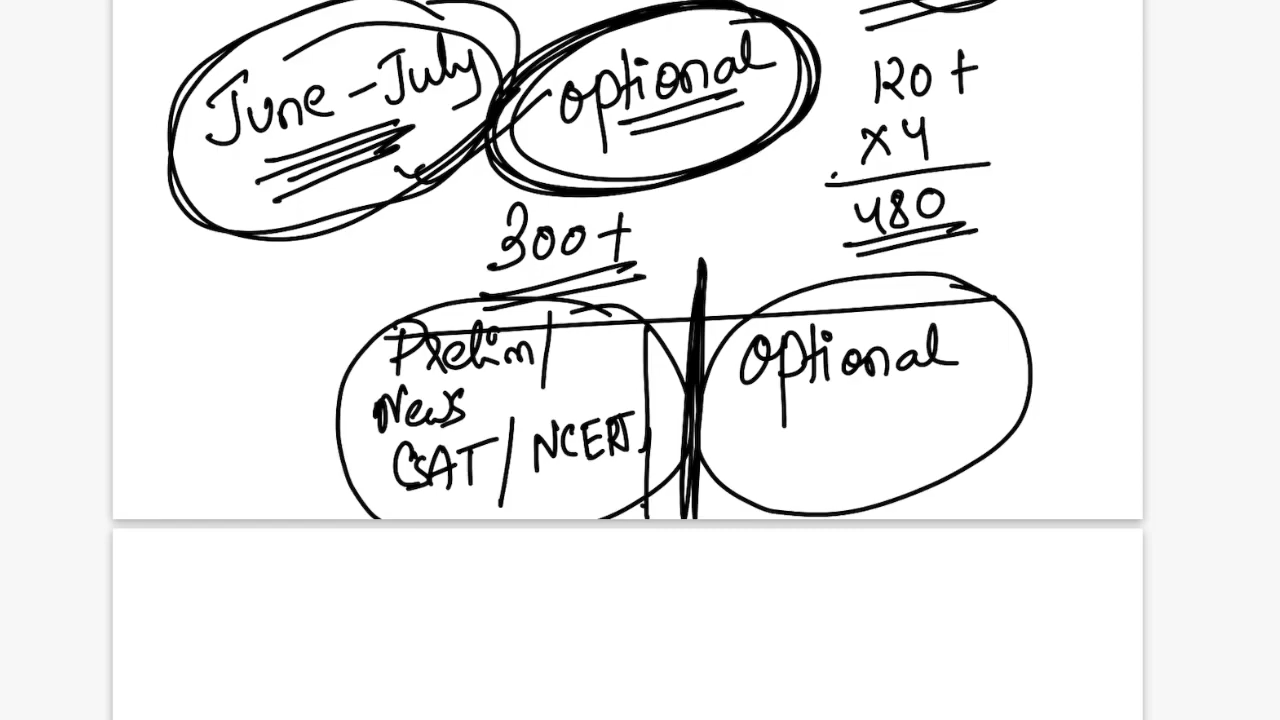 June - July
optional
120+
x4
480
300+
Prelim/
News
CSAT / NCERT
optional